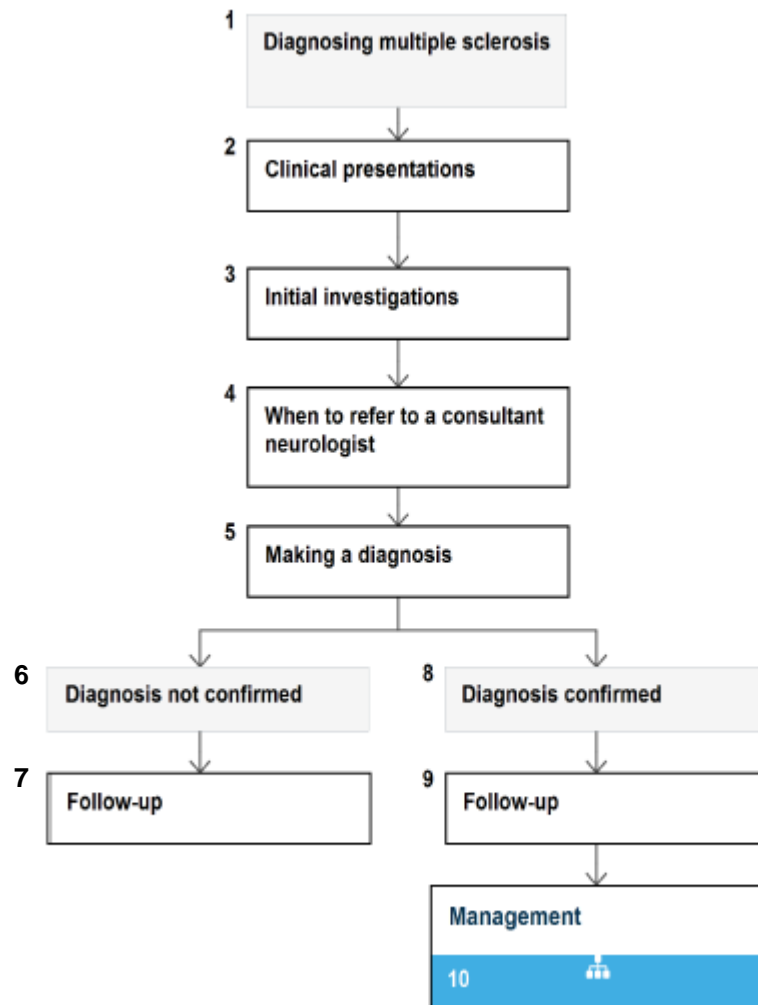 1
Diagnosing multiple sclerosis
2
Clinical presentations
3
Initial investigations
4
When to refer to a consultant
neurologist
5
Making a diagnosis
6
Diagnosis not confirmed
8
Diagnosis confirmed
7
Follow-up
9
Follow-up
Management
10